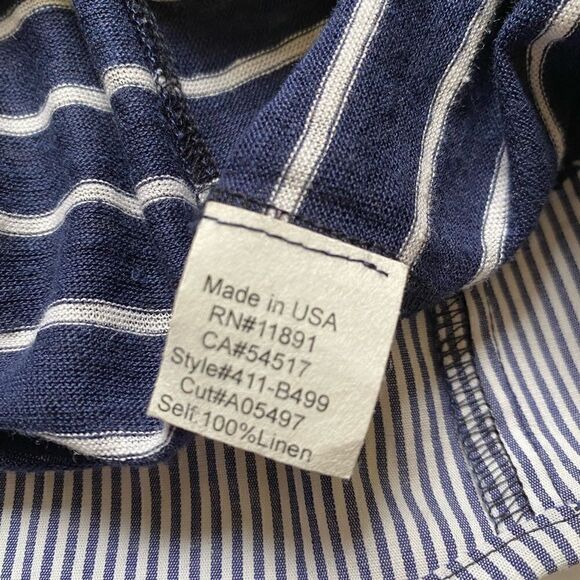 Made in USA
RN#11891
CA#54517
Style#411-B499
Cut#A05497
Self:100%Linen